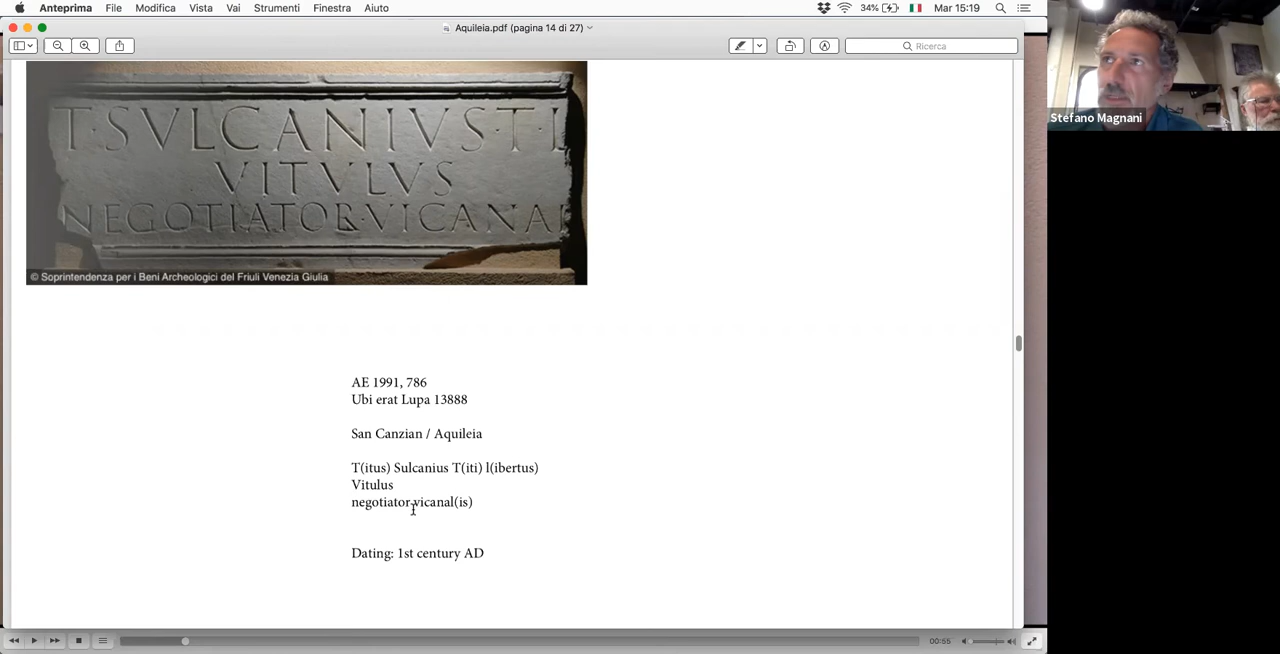 Anteprima File Modifica Vista Vai Strumenti Finestra Aiuto 34% Mar 15:19
Aquileia.pdf (pagina 14 di 27)
Ricerca
T·SVLCANIVS·T·L
VITVLVS
NEGOTIATOR·VICANAL
© Soprintendenza per i Beni Archeologici del Friuli Venezia Giulia
AE 1991, 786
Ubi erat Lupa 13888
San Canzian / Aquileia
T(itus) Sulcanius T(iti) l(ibertus)
Vitulus
negotiator vicanal(is)
Dating: 1st century AD
00:55
Stefano Magnani